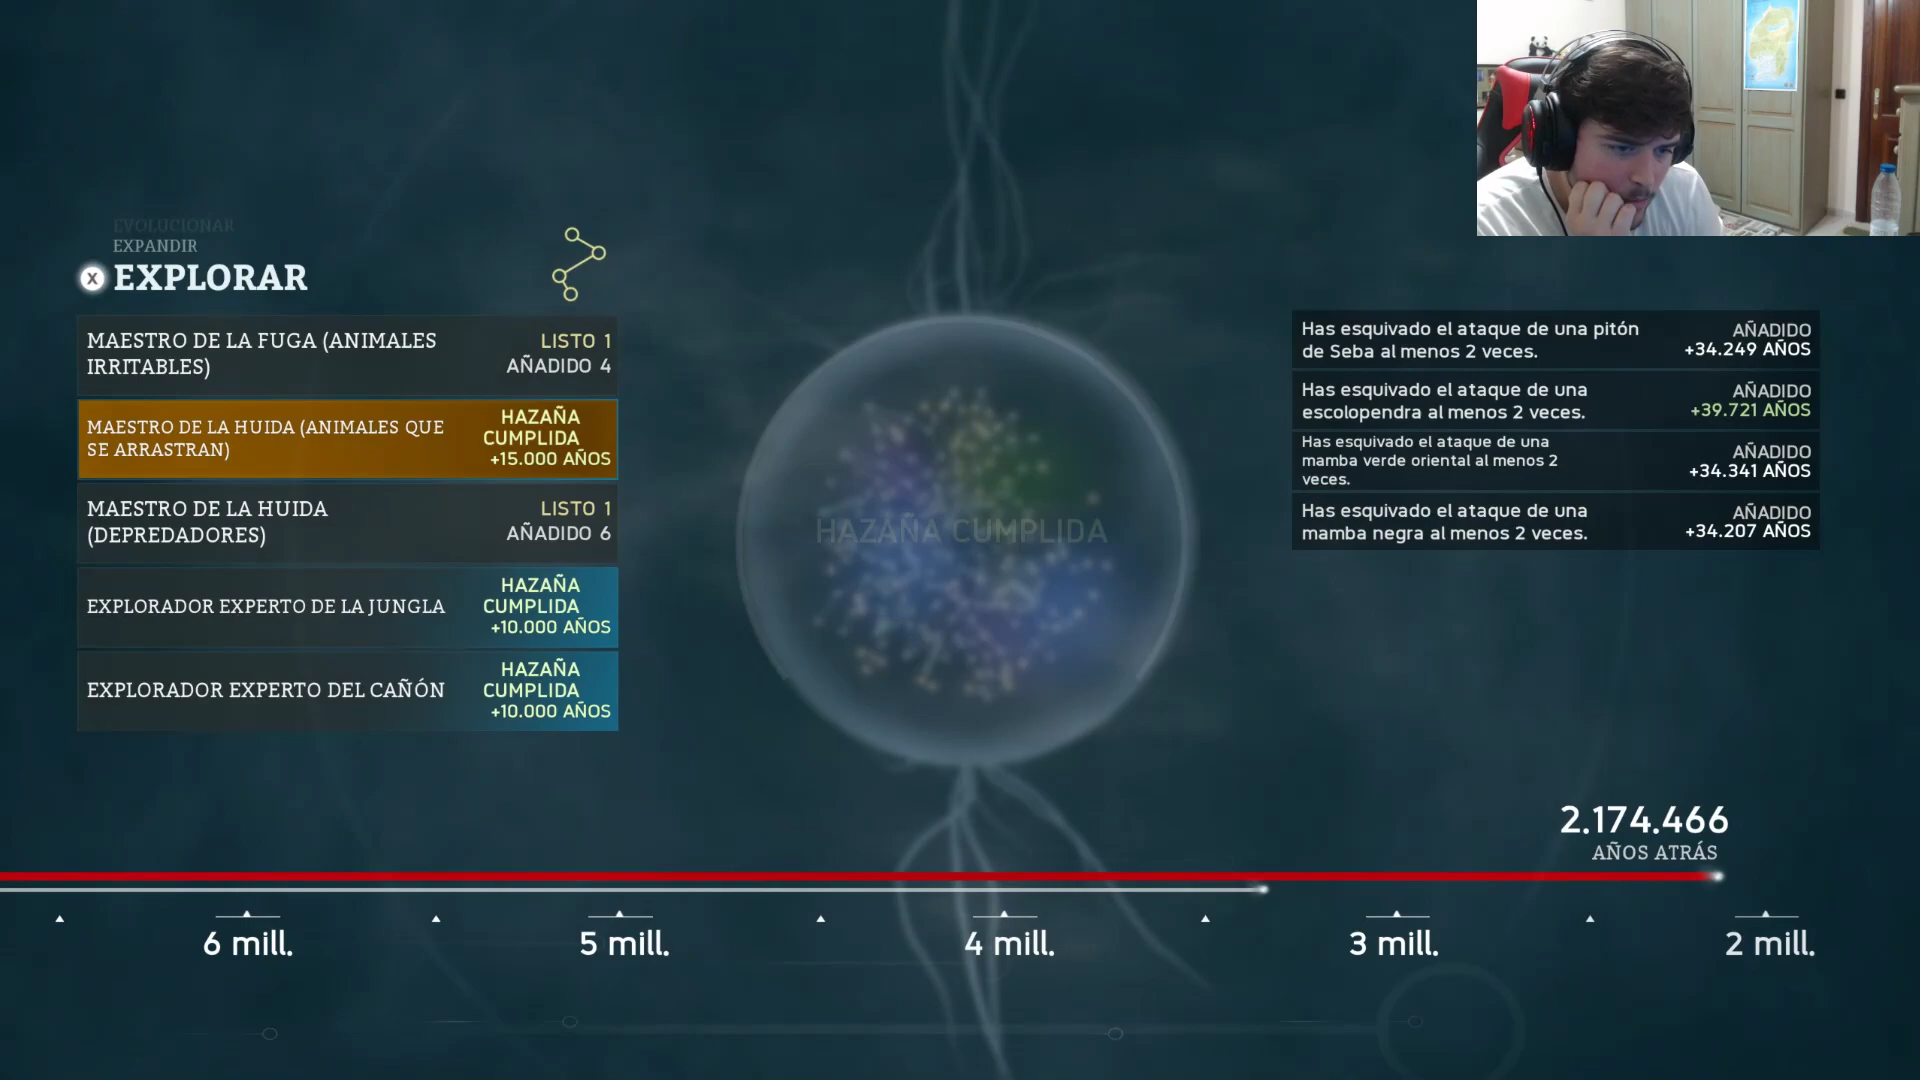 EVOLUCIONAR
EXPANDIR
X EXPLORAR
MAESTRO DE LA FUGA (ANIMALES
IRRITABLES)
LISTO 1
AÑADIDO 4
MAESTRO DE LA HUIDA (ANIMALES QUE
SE ARRASTRAN)
HAZAÑA
CUMPLIDA
+15.000 AÑOS
MAESTRO DE LA HUIDA
(DEPREDADORES)
LISTO 1
AÑADIDO 6
EXPLORADOR EXPERTO DE LA JUNGLA
HAZAÑA
CUMPLIDA
+10.000 AÑOS
EXPLORADOR EXPERTO DEL CAÑÓN
HAZAÑA
CUMPLIDA
+10.000 AÑOS
HAZAÑA CUMPLIDA
Has esquivado el ataque de una pitón
de Seba al menos 2 veces.
AÑADIDO
+34.249 AÑOS
Has esquivado el ataque de una
escolopendra al menos 2 veces.
AÑADIDO
+39.721 AÑOS
Has esquivado el ataque de una
mamba verde oriental al menos 2
veces.
AÑADIDO
+34.341 AÑOS
Has esquivado el ataque de una
mamba negra al menos 2 veces.
AÑADIDO
+34.207 AÑOS
2.174.466
AÑOS ATRÁS
6 mill.
5 mill.
4 mill.
3 mill.
2 mill.